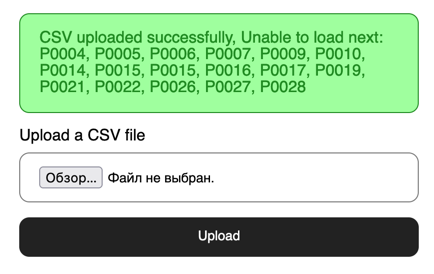 CSV uploaded successfully, Unable to load next:
P0004, P0005, P0006, P0007, P0009, P0010,
P0014, P0015, P0015, P0016, P0017, P0019,
P0021, P0022, P0026, P0027, P0028
Upload a CSV file
Обзор... Файл не выбран.
Upload